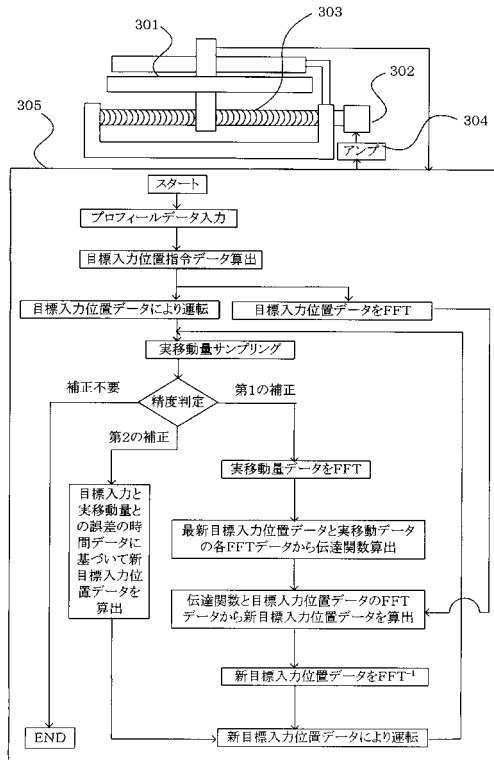 301
303
302
304
305
アンプ
スタート
プロフィールデータ入力
目標入力位置指令データ算出
目標入力位置データにより運転
目標入力位置データをFFT
実移動量サンプリング
補正不要
精度判定
第1の補正
第2の補正
実移動量データをFFT
目標入力と
実移動量と
の誤差の時
間データに
基づいて新
目標入力位
置データを
算出
最新目標入力位置データと実移動データ
の各FFTデータから伝達関数算出
伝達関数と目標入力位置データのFFT
データから新目標入力位置データを算出
新目標入力位置データをFFT⁻¹
END
新目標入力位置データにより運転